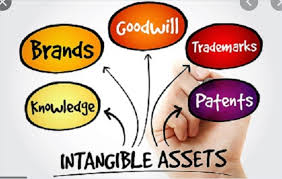 Goodwill
Brands
Trademarks
Knowledge
Patents
INTANGIBLE ASSETS